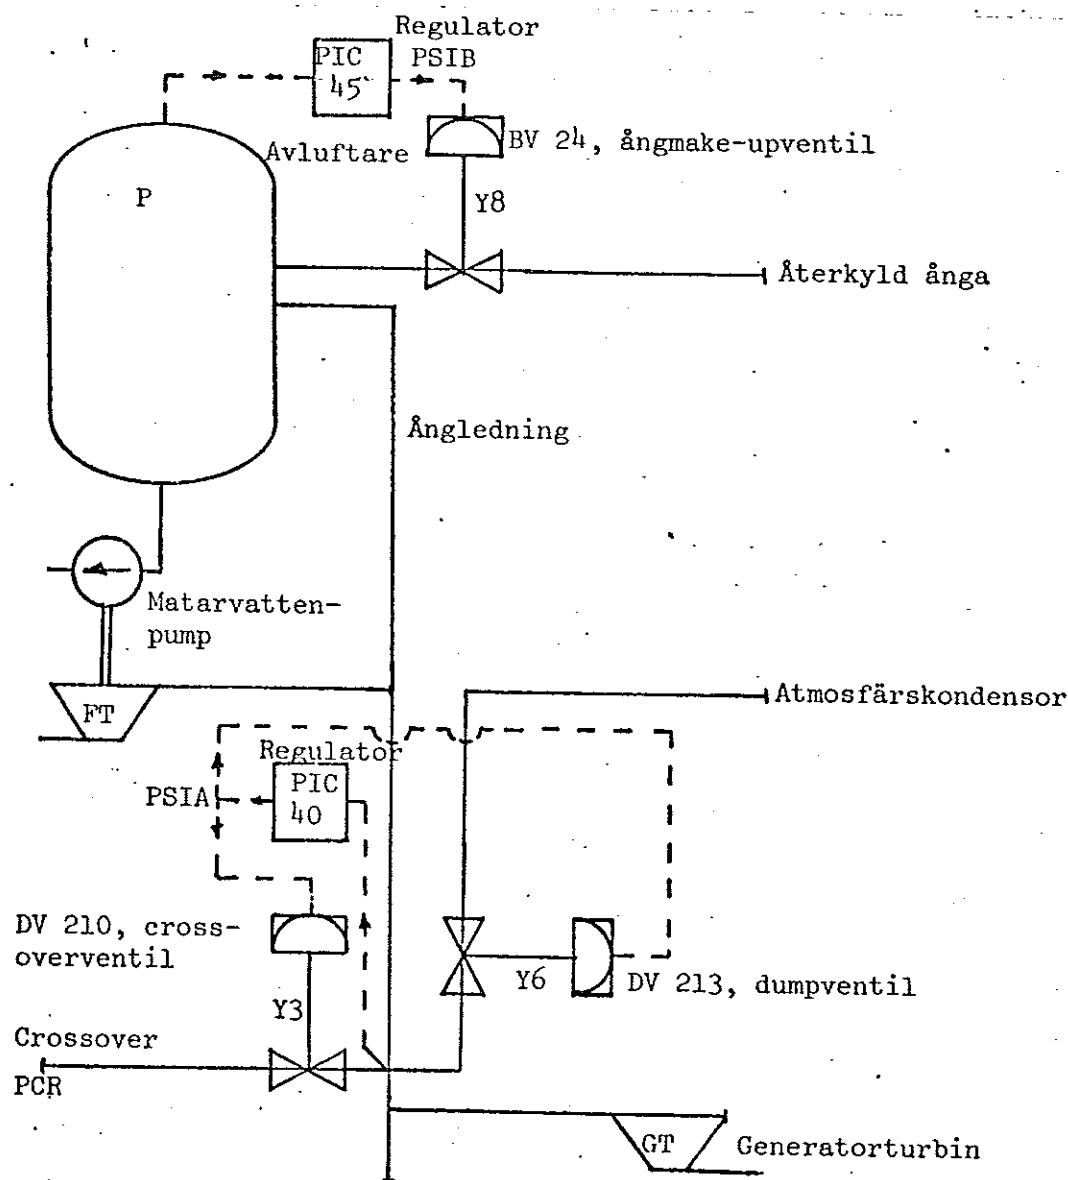 Regulator
PIC
45
PSIB
Avluftare
BV 24, ångmake-upventil
P
Y8
Återkyld ånga
Ångledning
Matarvatten-
pump
FT
Atmosfärskondensor
Regulator
PSIA
PIC
40
DV 210, cross-
overventil
Y3
Y6
DV 213, dumpventil
Crossover
PCR
GT
Generatorturbin